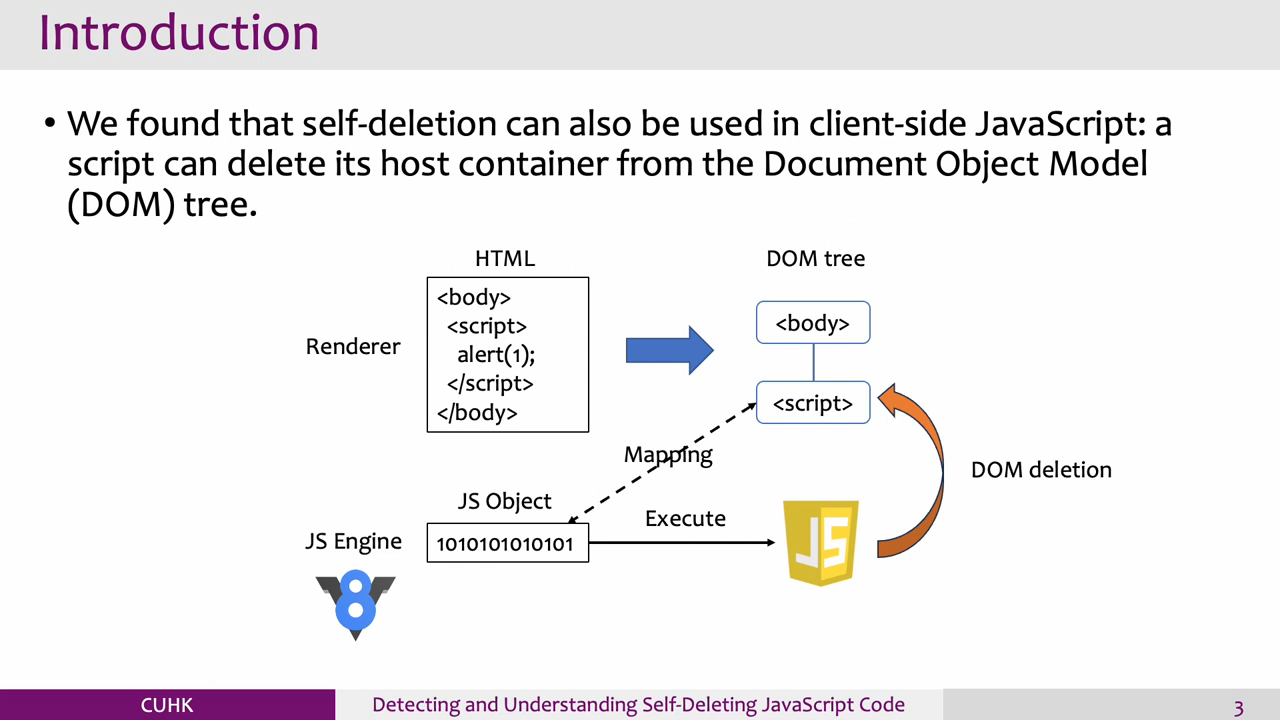 Introduction
• We found that self-deletion can also be used in client-side JavaScript: a
script can delete its host container from the Document Object Model
(DOM) tree.
HTML
DOM tree
Renderer
<body>
<script>
alert(1);
</script>
</body>
<body>
<script>
Mapping
DOM deletion
JS Object
Execute
JS Engine
1010101010101
JS
8
CUHK
Detecting and Understanding Self-Deleting JavaScript Code
3